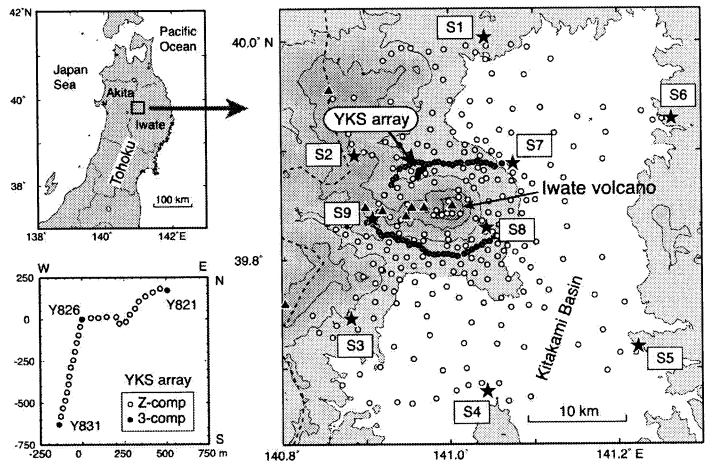 42°N
Pacific
Ocean
Japan
Sea
Akita
40°
Iwate
Tohoku
38°
100 km
138°
140°
142°E
W
E
250
N
Y826
Y821
0
-250
YKS array
-500
Z-comp
3-comp
Y831
-750
S
-250
0
250
500
750 m
40.0°N
S1
S6
YKS array
S2
S7
Iwate volcano
S9
S8
39.8°
Kitakami Basin
S3
S5
S4
10 km
140.8°
141.0°
141.2°E